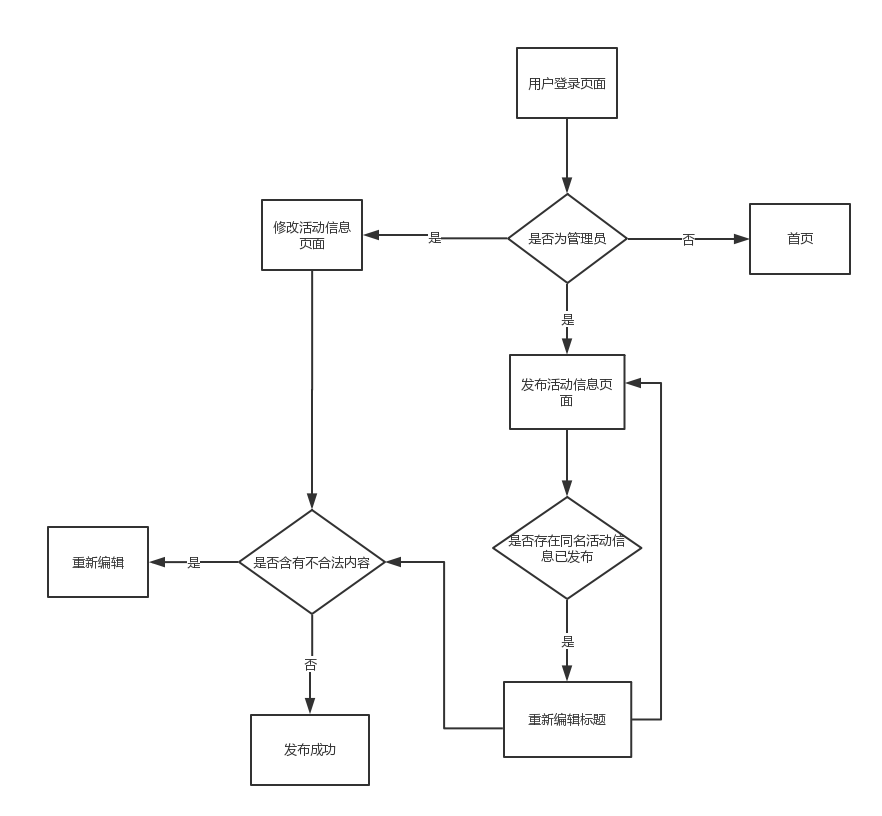 用户登录页面
修改活动信息
页面
是
是否为管理员
否
首页
是
发布活动信息页
面
是否存在同名活动信
息已发布
重新编辑
是
是否含有不合法内容
是
否
重新编辑标题
发布成功